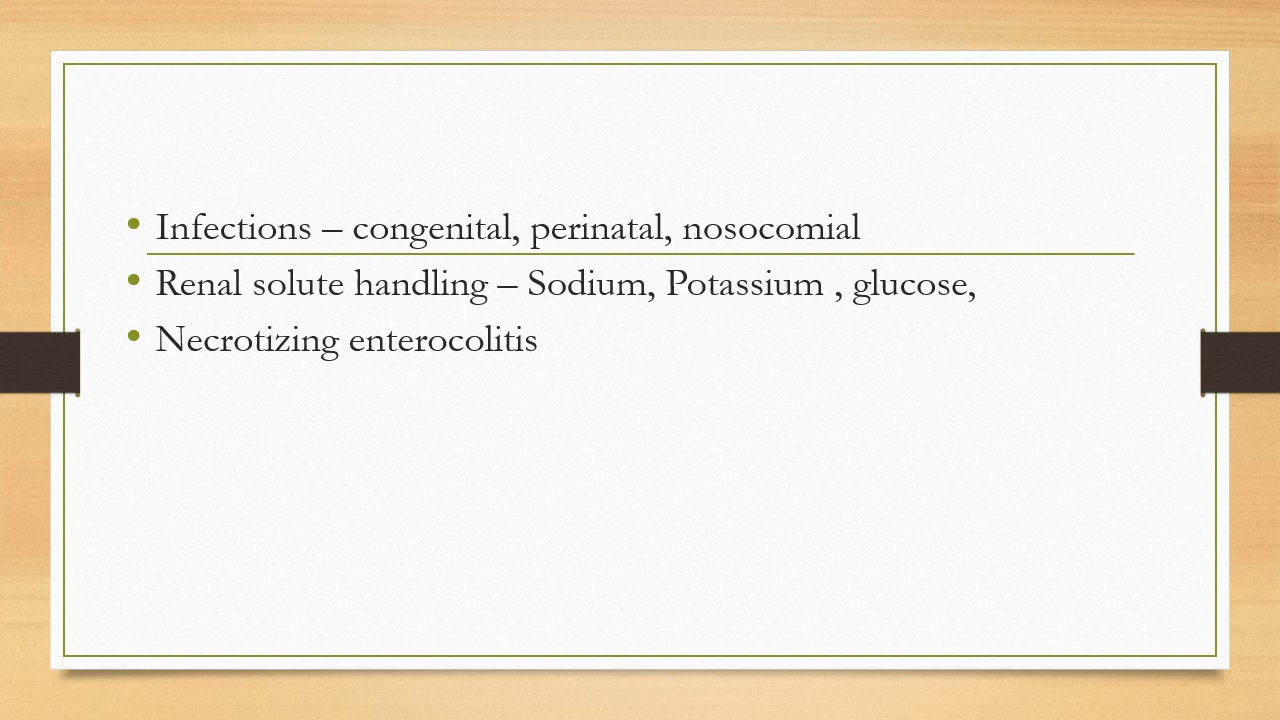 • Infections – congenital, perinatal, nosocomial
• Renal solute handling – Sodium, Potassium , glucose,
• Necrotizing enterocolitis